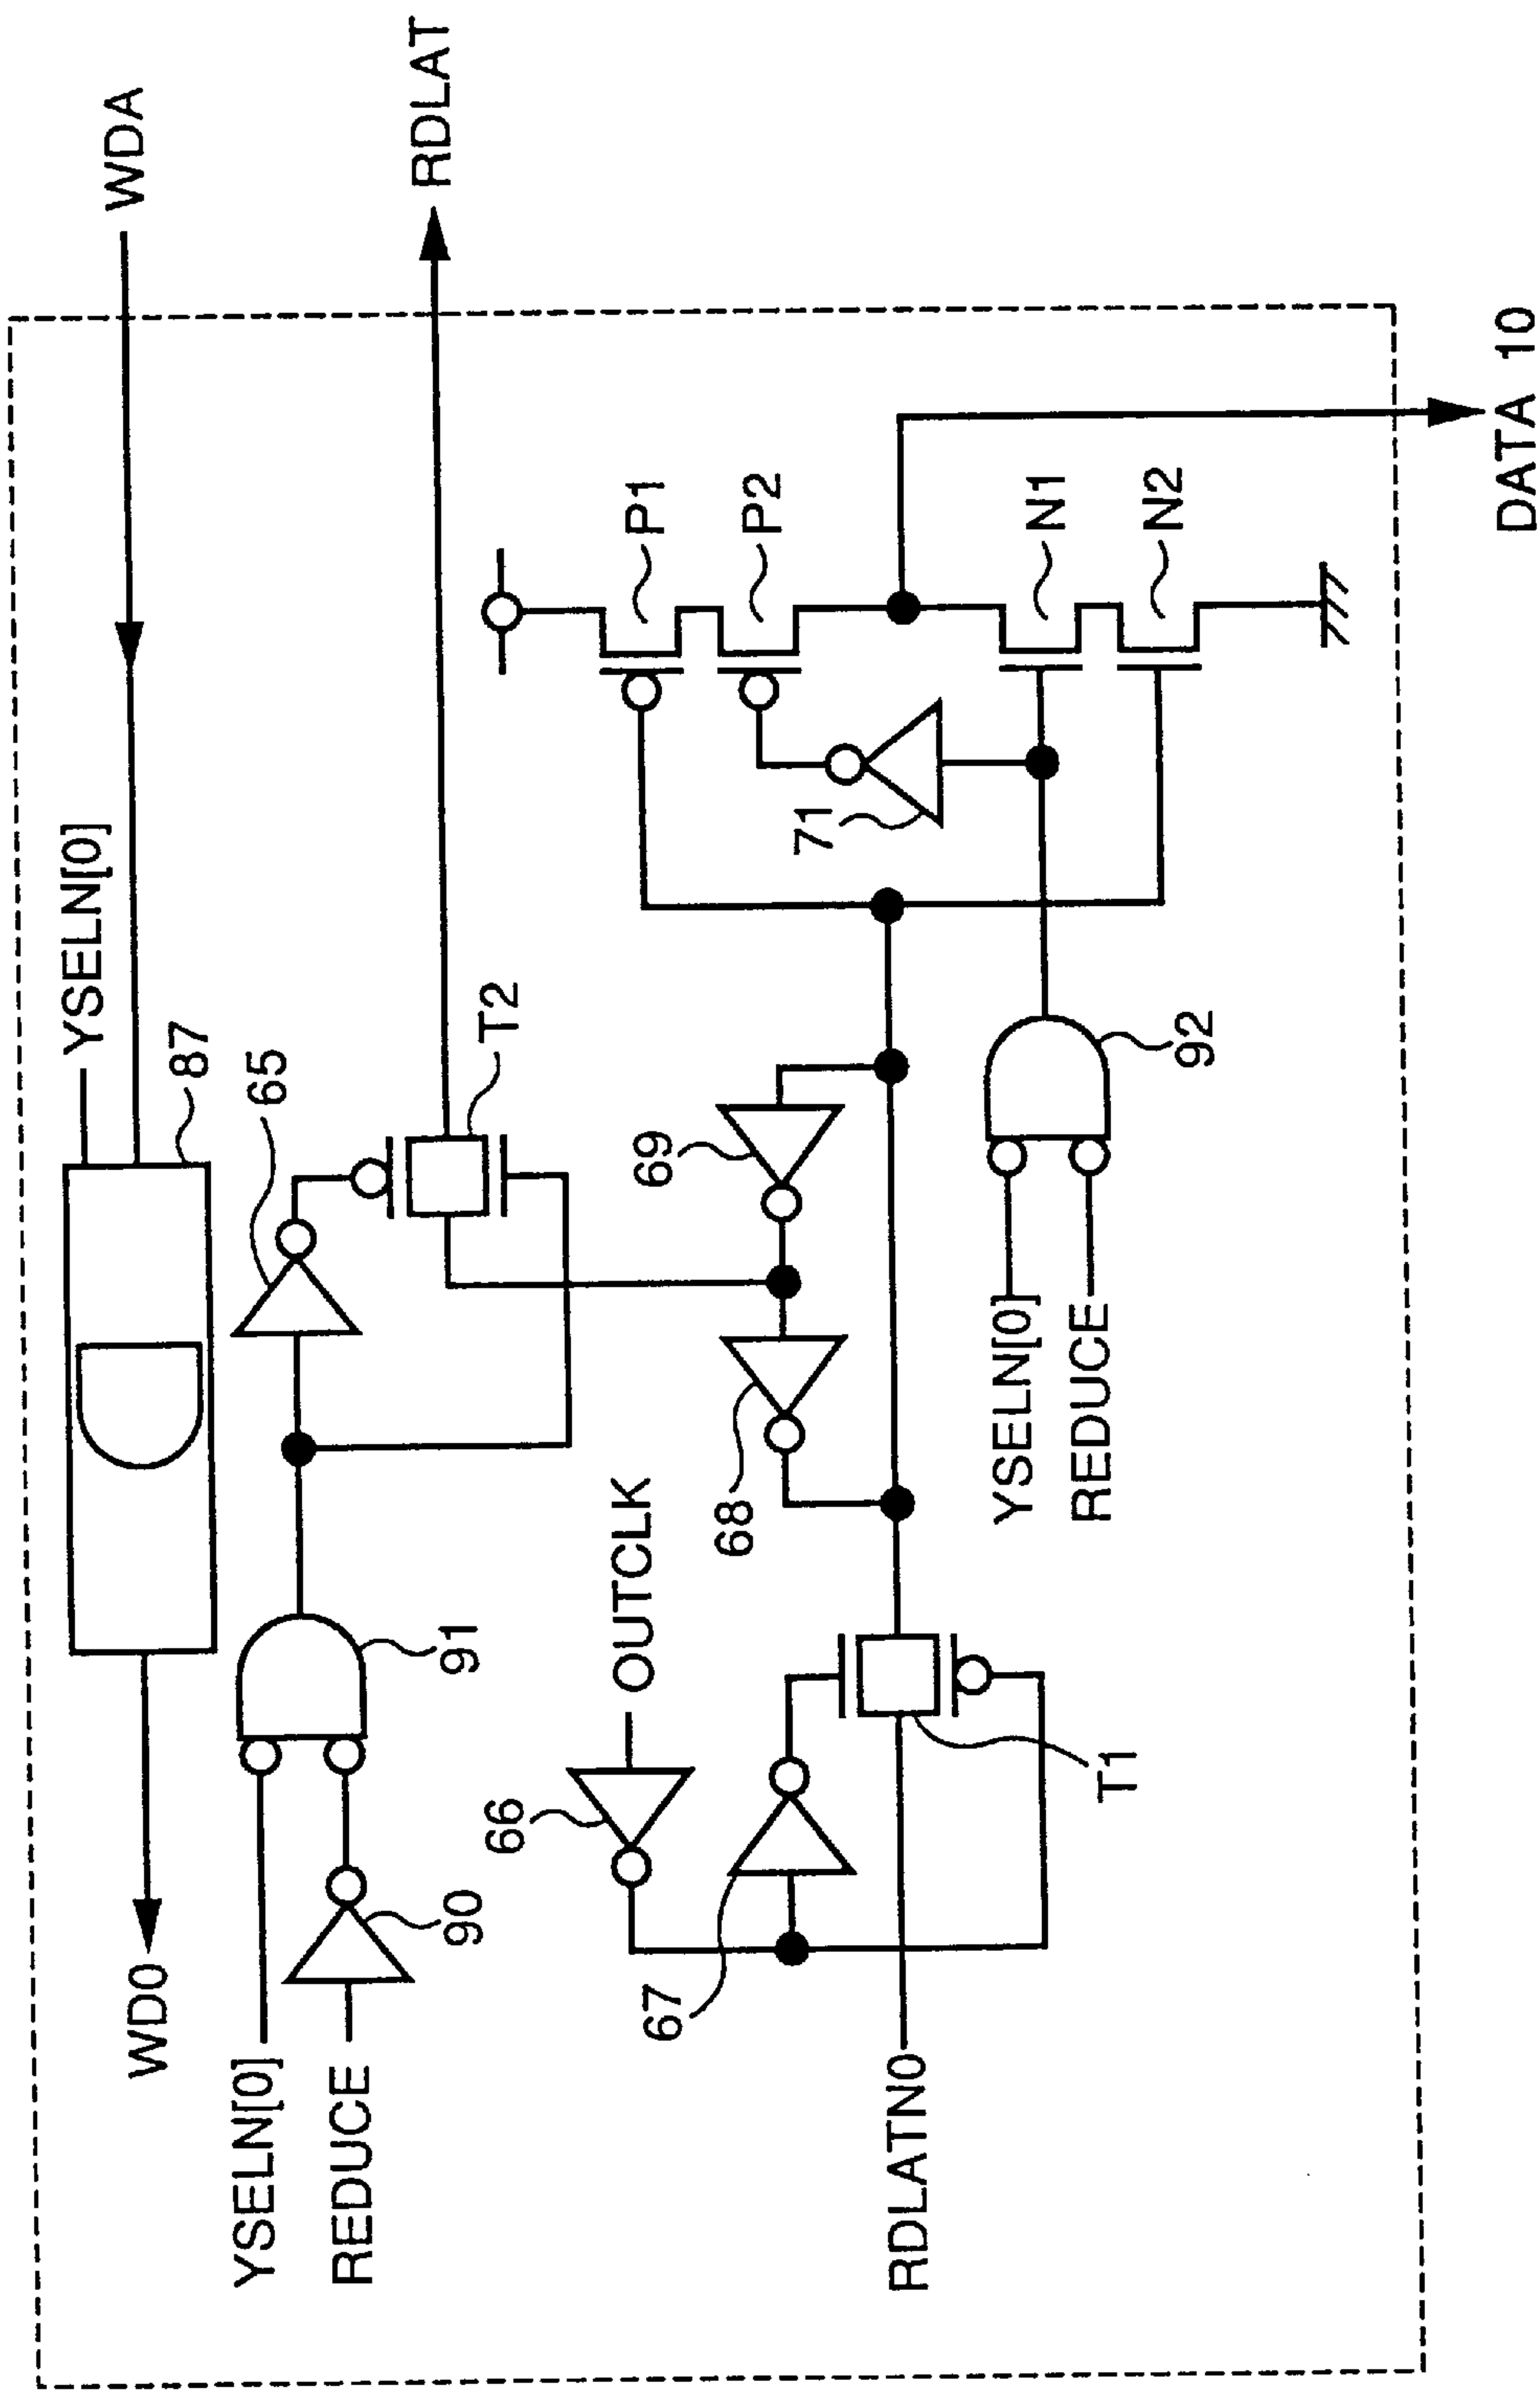 WDA
RDLAT
YSELN[0]
87
65
T2
P1
P2
N1
N2
71
69
92
YSELN[0]
REDUCE
68
OUTCLK
91
66
T1
90
67
WD0
YSELN[0]
REDUCE
RDLATN0
DATA 10